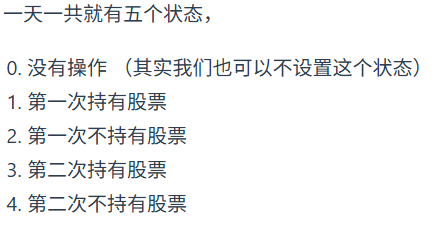 一天一共就有五个状态，
0. 没有操作 （其实我们也可以不设置这个状态）
1. 第一次持有股票
2. 第一次不持有股票
3. 第二次持有股票
4. 第二次不持有股票